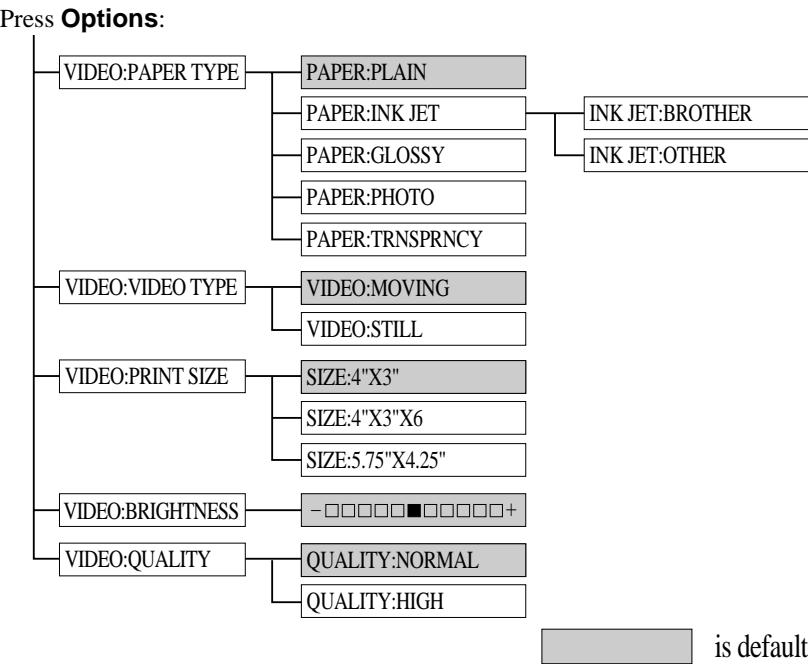 Press Options:
VIDEO:PAPER TYPE PAPER:PLAIN
PAPER:INK JET INK JET:BROTHER
PAPER:GLOSSY INK JET:OTHER
PAPER:PHOTO
PAPER:TRNSPRNCY
VIDEO:VIDEO TYPE VIDEO:MOVING
VIDEO:STILL
VIDEO:PRINT SIZE SIZE:4"X3"
SIZE:4"X3"X6
SIZE:5.75"X4.25"
VIDEO:BRIGHTNESS −□□□□□■□□□□□+
VIDEO:QUALITY QUALITY:NORMAL
QUALITY:HIGH
is default